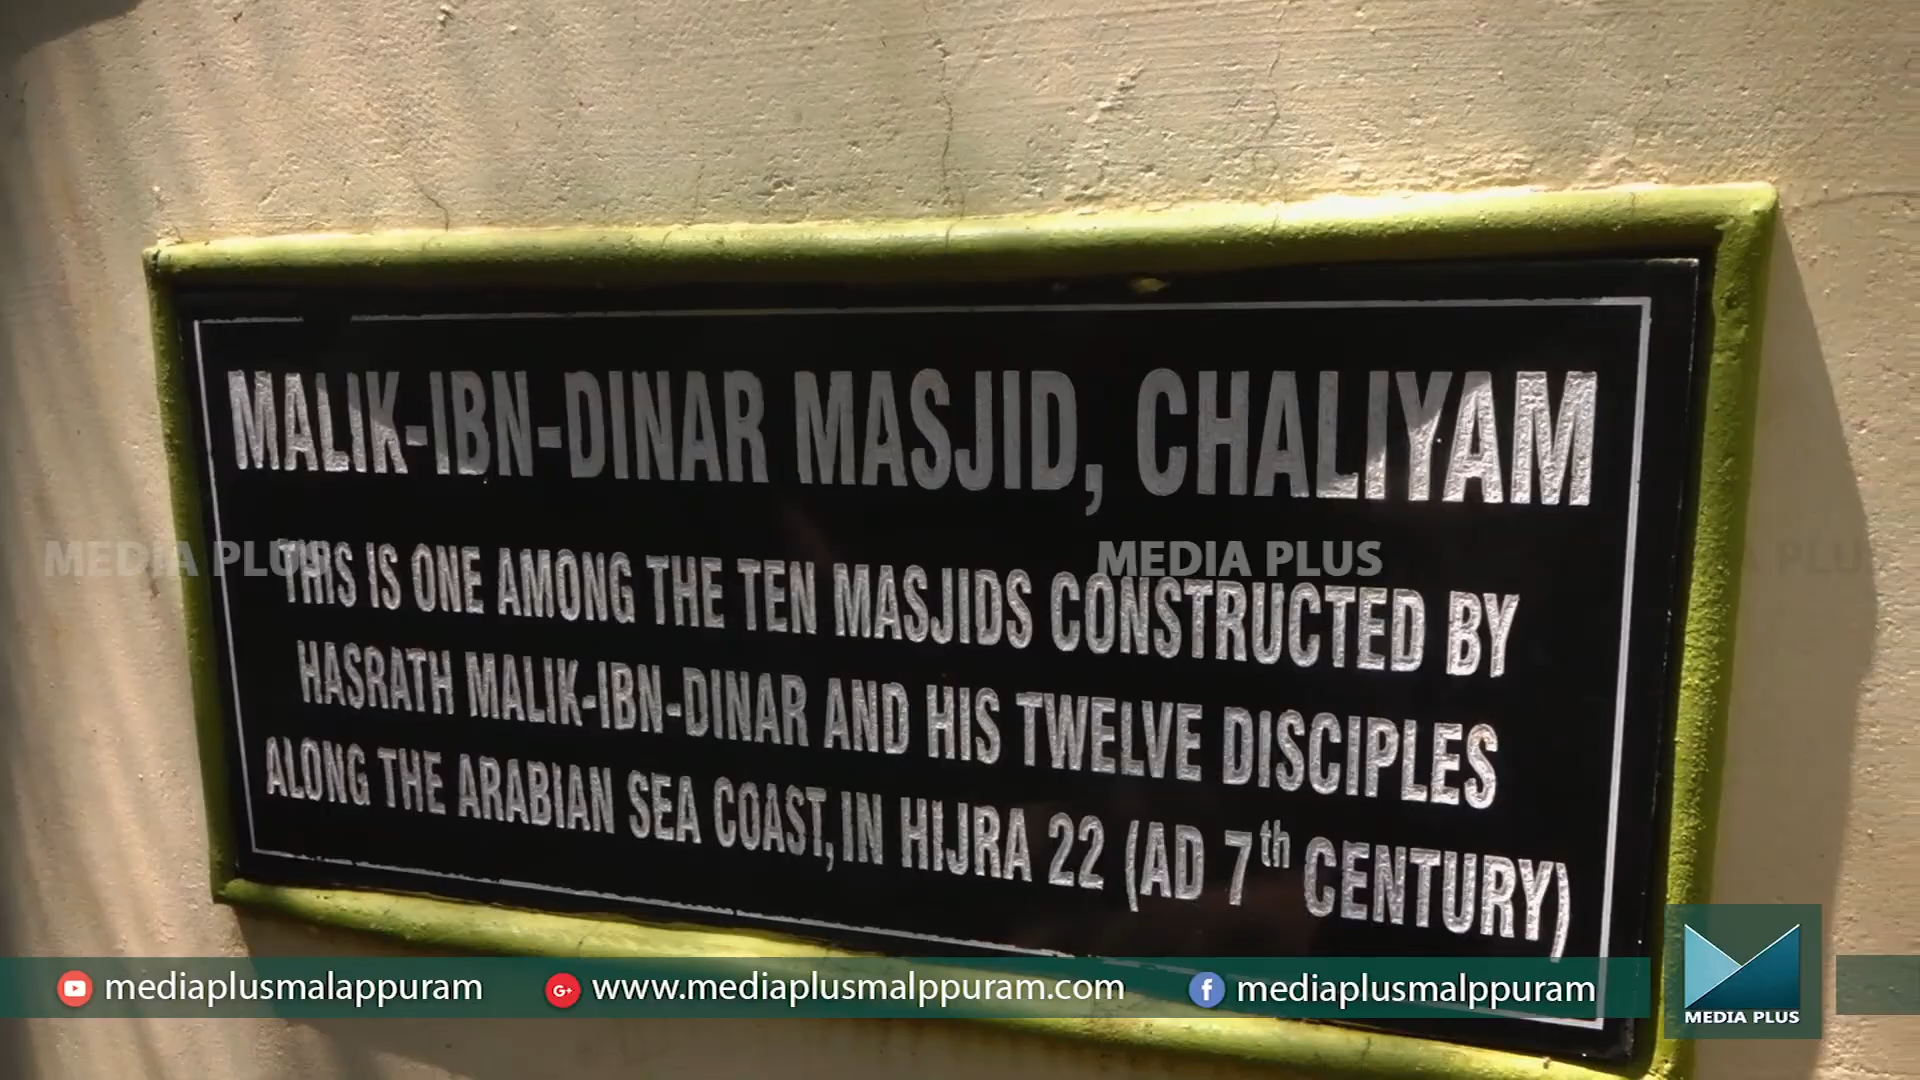 MALIK-IBN-DINAR MASJID, CHALIYAM
THIS IS ONE AMONG THE TEN MASJIDS CONSTRUCTED BY
HASRATH MALIK-IBN-DINAR AND HIS TWELVE DISCIPLES
ALONG THE ARABIAN SEA COAST, IN HIJRA 22 (AD 7th CENTURY)
MEDIA PLUS
MEDIA PLUS
A PLUS
mediaplusmalappuram
G+ www.mediaplusmalppuram.com
f mediaplusmalppuram
MEDIA PLUS